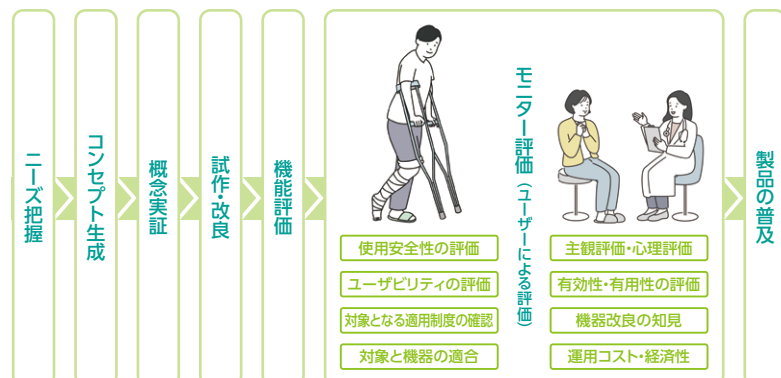 ニーズ把握
コンセプト生成
概念実証
試作・改良
機能評価
モニター評価（ユーザーによる評価）
使用安全性の評価
ユーザビリティの評価
対象となる適用制度の確認
対象と機器の適合
主観評価・心理評価
有効性・有用性の評価
機器改良の知見
運用コスト・経済性
製品の普及